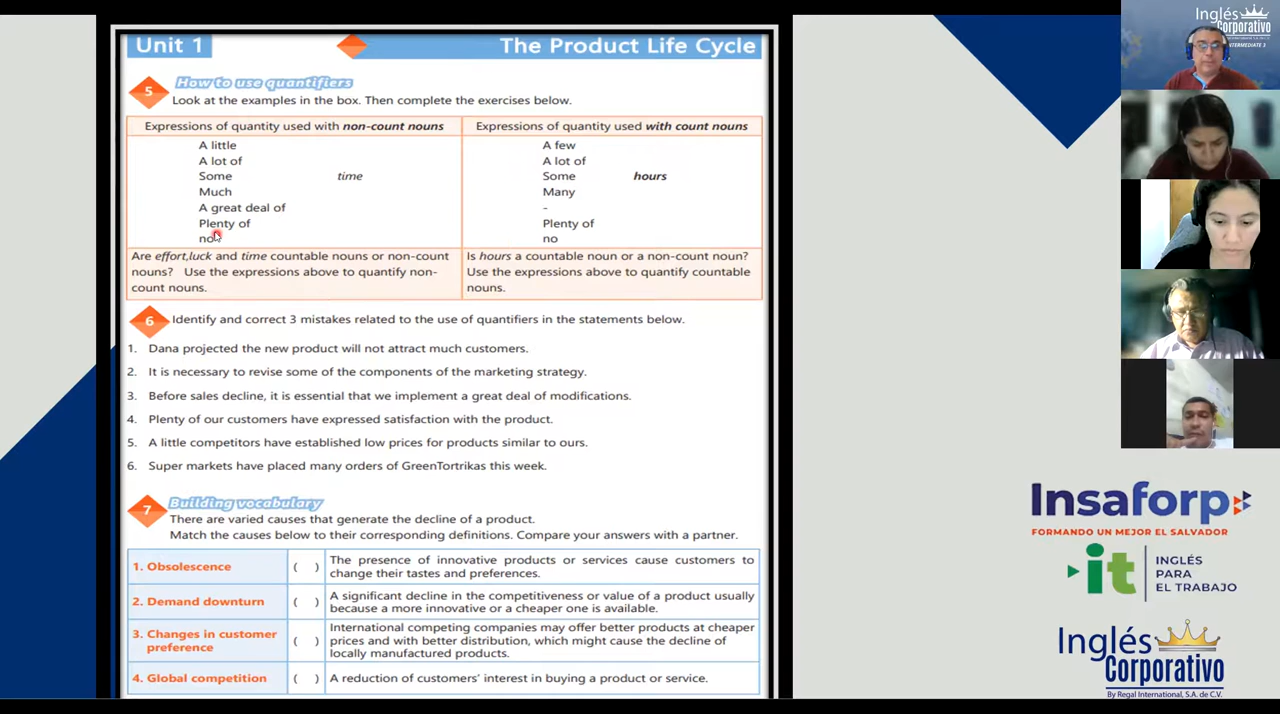 Unit 1
The Product Life Cycle
5
How to use quantifiers
Look at the examples in the box. Then complete the exercises below.
Expressions of quantity used with non-count nouns
A little
A lot of
Some time
Much
A great deal of
Plenty of
no
Expressions of quantity used with count nouns
A few
A lot of
Some hours
Many
-
Plenty of
no
Are effort,luck and time countable nouns or non-count
nouns? Use the expressions above to quantify non-
count nouns.
Is hours a countable noun or a non-count noun?
Use the expressions above to quantify countable
nouns.
6
Identify and correct 3 mistakes related to the use of quantifiers in the statements below.
1. Dana projected the new product will not attract much customers.
2. It is necessary to revise some of the components of the marketing strategy.
3. Before sales decline, it is essential that we implement a great deal of modifications.
4. Plenty of our customers have expressed satisfaction with the product.
5. A little competitors have established low prices for products similar to ours.
6. Super markets have placed many orders of GreenTortrikas this week.
7
Building vocabulary
There are varied causes that generate the decline of a product.
Match the causes below to their corresponding definitions. Compare your answers with a partner.
1. Obsolescence ( ) The presence of innovative products or services cause customers to
change their tastes and preferences.
2. Demand downturn ( ) A significant decline in the competitiveness or value of a product usually
because a more innovative or a cheaper one is available.
3. Changes in customer
preference ( ) International competing companies may offer better products at cheaper
prices and with better distribution, which might cause the decline of
locally manufactured products.
4. Global competition ( ) A reduction of customers' interest in buying a product or service.
Inglés
Corporativo
INTERMEDIATE 3
Insaforp
FORMANDO UN MEJOR EL SALVADOR
it
INGLÉS
PARA
EL TRABAJO
Inglés
Corporativo
By Regal International, S.A. de C.V.